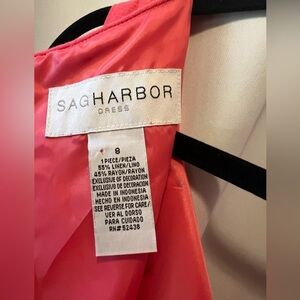 SAGHARBOR
DRESS
8
1 PIECE/PIEZA
55% LINEN/LINO
45% RAYON/RAYON
EXCLUSIVE OF DECORATION
EXCLUSIVE DE DECORACION
MADE IN INDONESIA
HECHO EN INDONESIA
SEE REVERSE FOR CARE/
VER AL DORSO
PARA CUIDADO
RN#52438